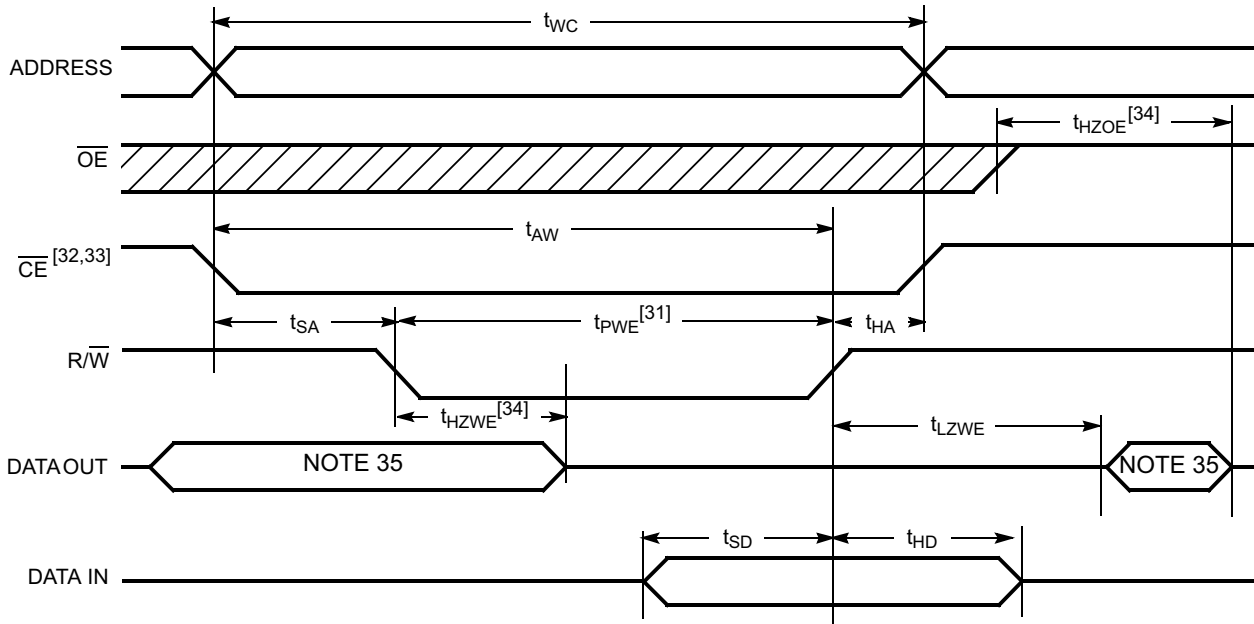 tWC
ADDRESS
tHZOE[34]
OE
tAW
CE [32,33]
tSA
tPWE[31]
tHA
R/W
tHZWE[34]
tLZWE
DATA OUT
NOTE 35
NOTE 35
tSD
tHD
DATA IN